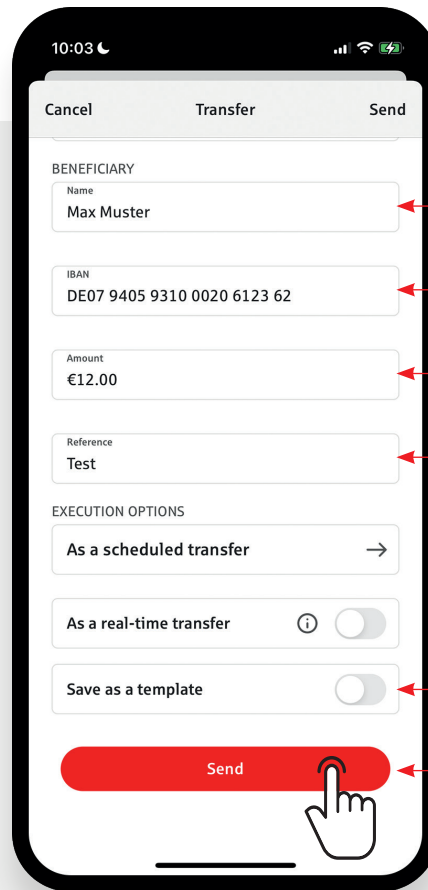 10:03
Cancel Transfer Send
BENEFICIARY
Name
Max Muster
IBAN
DE07 9405 9310 0020 6123 62
Amount
€12.00
Reference
Test
EXECUTION OPTIONS
As a scheduled transfer
As a real-time transfer
Save as a template
Send